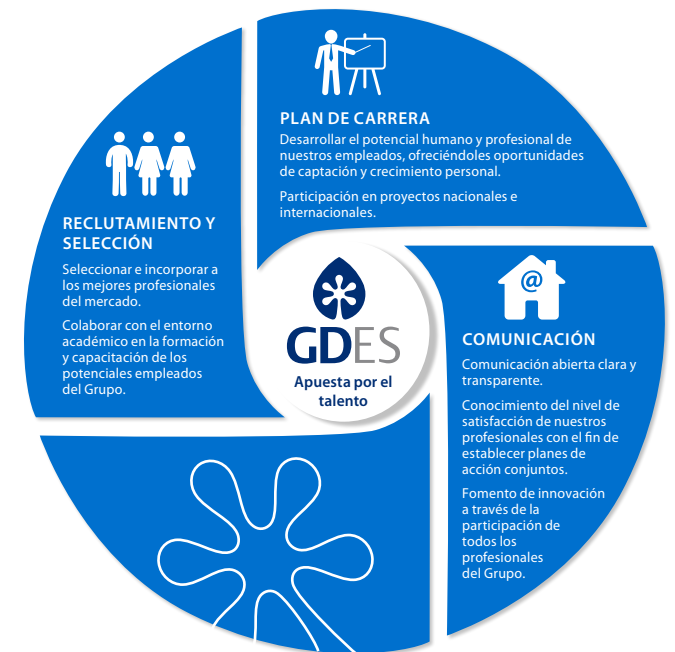 PLAN DE CARRERA
Desarrollar el potencial humano y profesional de
nuestros empleados, ofreciéndoles oportunidades
de captación y crecimiento personal.
Participación en proyectos nacionales e
internacionales.
RECLUTAMIENTO Y
SELECCIÓN
Seleccionar e incorporar a
los mejores profesionales
del mercado.
Colaborar con el entorno
académico en la formación
y capacitación de los
potenciales empleados
del Grupo.
GDES
Apuesta por el
talento
@
COMUNICACIÓN
Comunicación abierta clara y
transparente.
Conocimiento del nivel de
satisfacción de nuestros
profesionales con el fin de
establecer planes de
acción conjuntos.
Fomento de innovación
a través de la
participación de
todos los
profesionales
del Grupo.